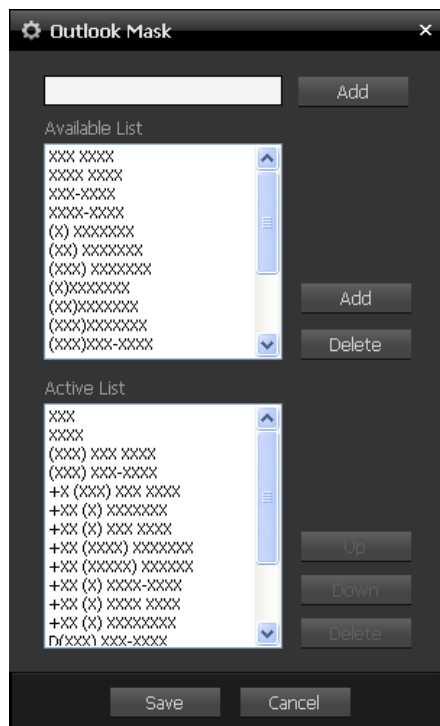 Outlook Mask
Add
Available List
XXX XXXX
XXXX XXXX
XXX-XXXX
XXXX-XXXX
(X) XXXXXXX
(XX) XXXXXXX
(XXX) XXXXXXX
(X)XXXXXXX
(XX)XXXXXXX
(XXX)XXXXXXX
(XXX)XXX-XXXX
Add
Delete
Active List
XXX
XXXX
(XXX) XXX XXXX
(XXX) XXX-XXXX
+X (XXX) XXX XXXX
+XX (X) XXXXXXX
+XX (X) XXX XXXX
+XX (XXXX) XXXXXXX
+XX (XXXXX) XXXXXX
+XX (X) XXXX-XXXX
+XX (X) XXXX XXXX
+XX (X) XXXXXXXX
D(XXX) XXX-XXXX
Up
Down
Delete
Save
Cancel